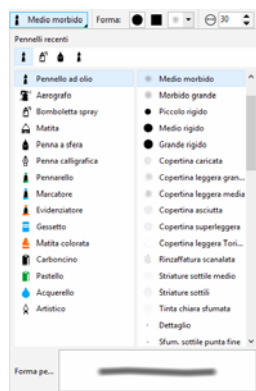 Medio morbido Forma: 30
Pennelli recenti
Pennello ad olio
Aerografo
Bomboletta spray
Matita
Penna a sfera
Penna calligrafica
Pennarello
Marcatore
Evidenziatore
Gessetto
Matita colorata
Carboncino
Pastello
Acquerello
Artistico
Medio morbido
Morbido grande
Piccolo rigido
Medio rigido
Grande rigido
Copertina caricata
Copertina leggera gran...
Copertina leggera media
Copertina asciutta
Copertina superleggera
Copertina leggera Tori...
Rinzaffatura scanalata
Striature sottile medio
Striature sottili
Tinta chiara sfumata
Dettaglio
Sfum. sottile punta fine
Forma pe...